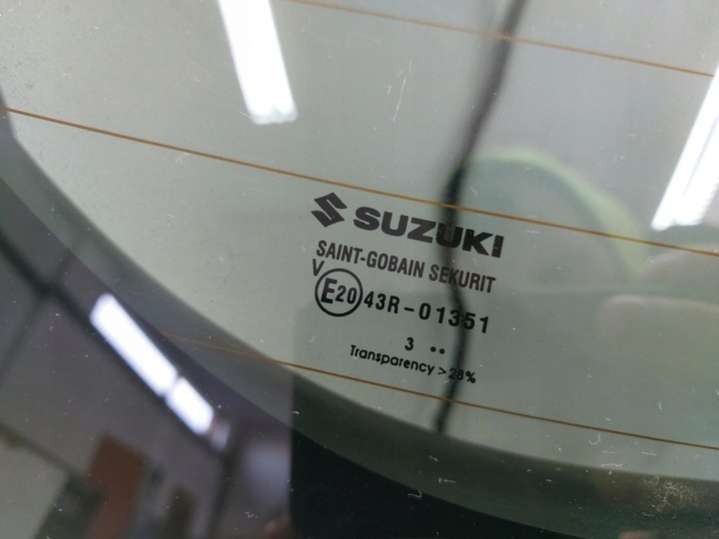 SUZUKI
SAINT-GOBAIN SEKURIT
V
E20 43R-01351
3 ..
Transparency >28%